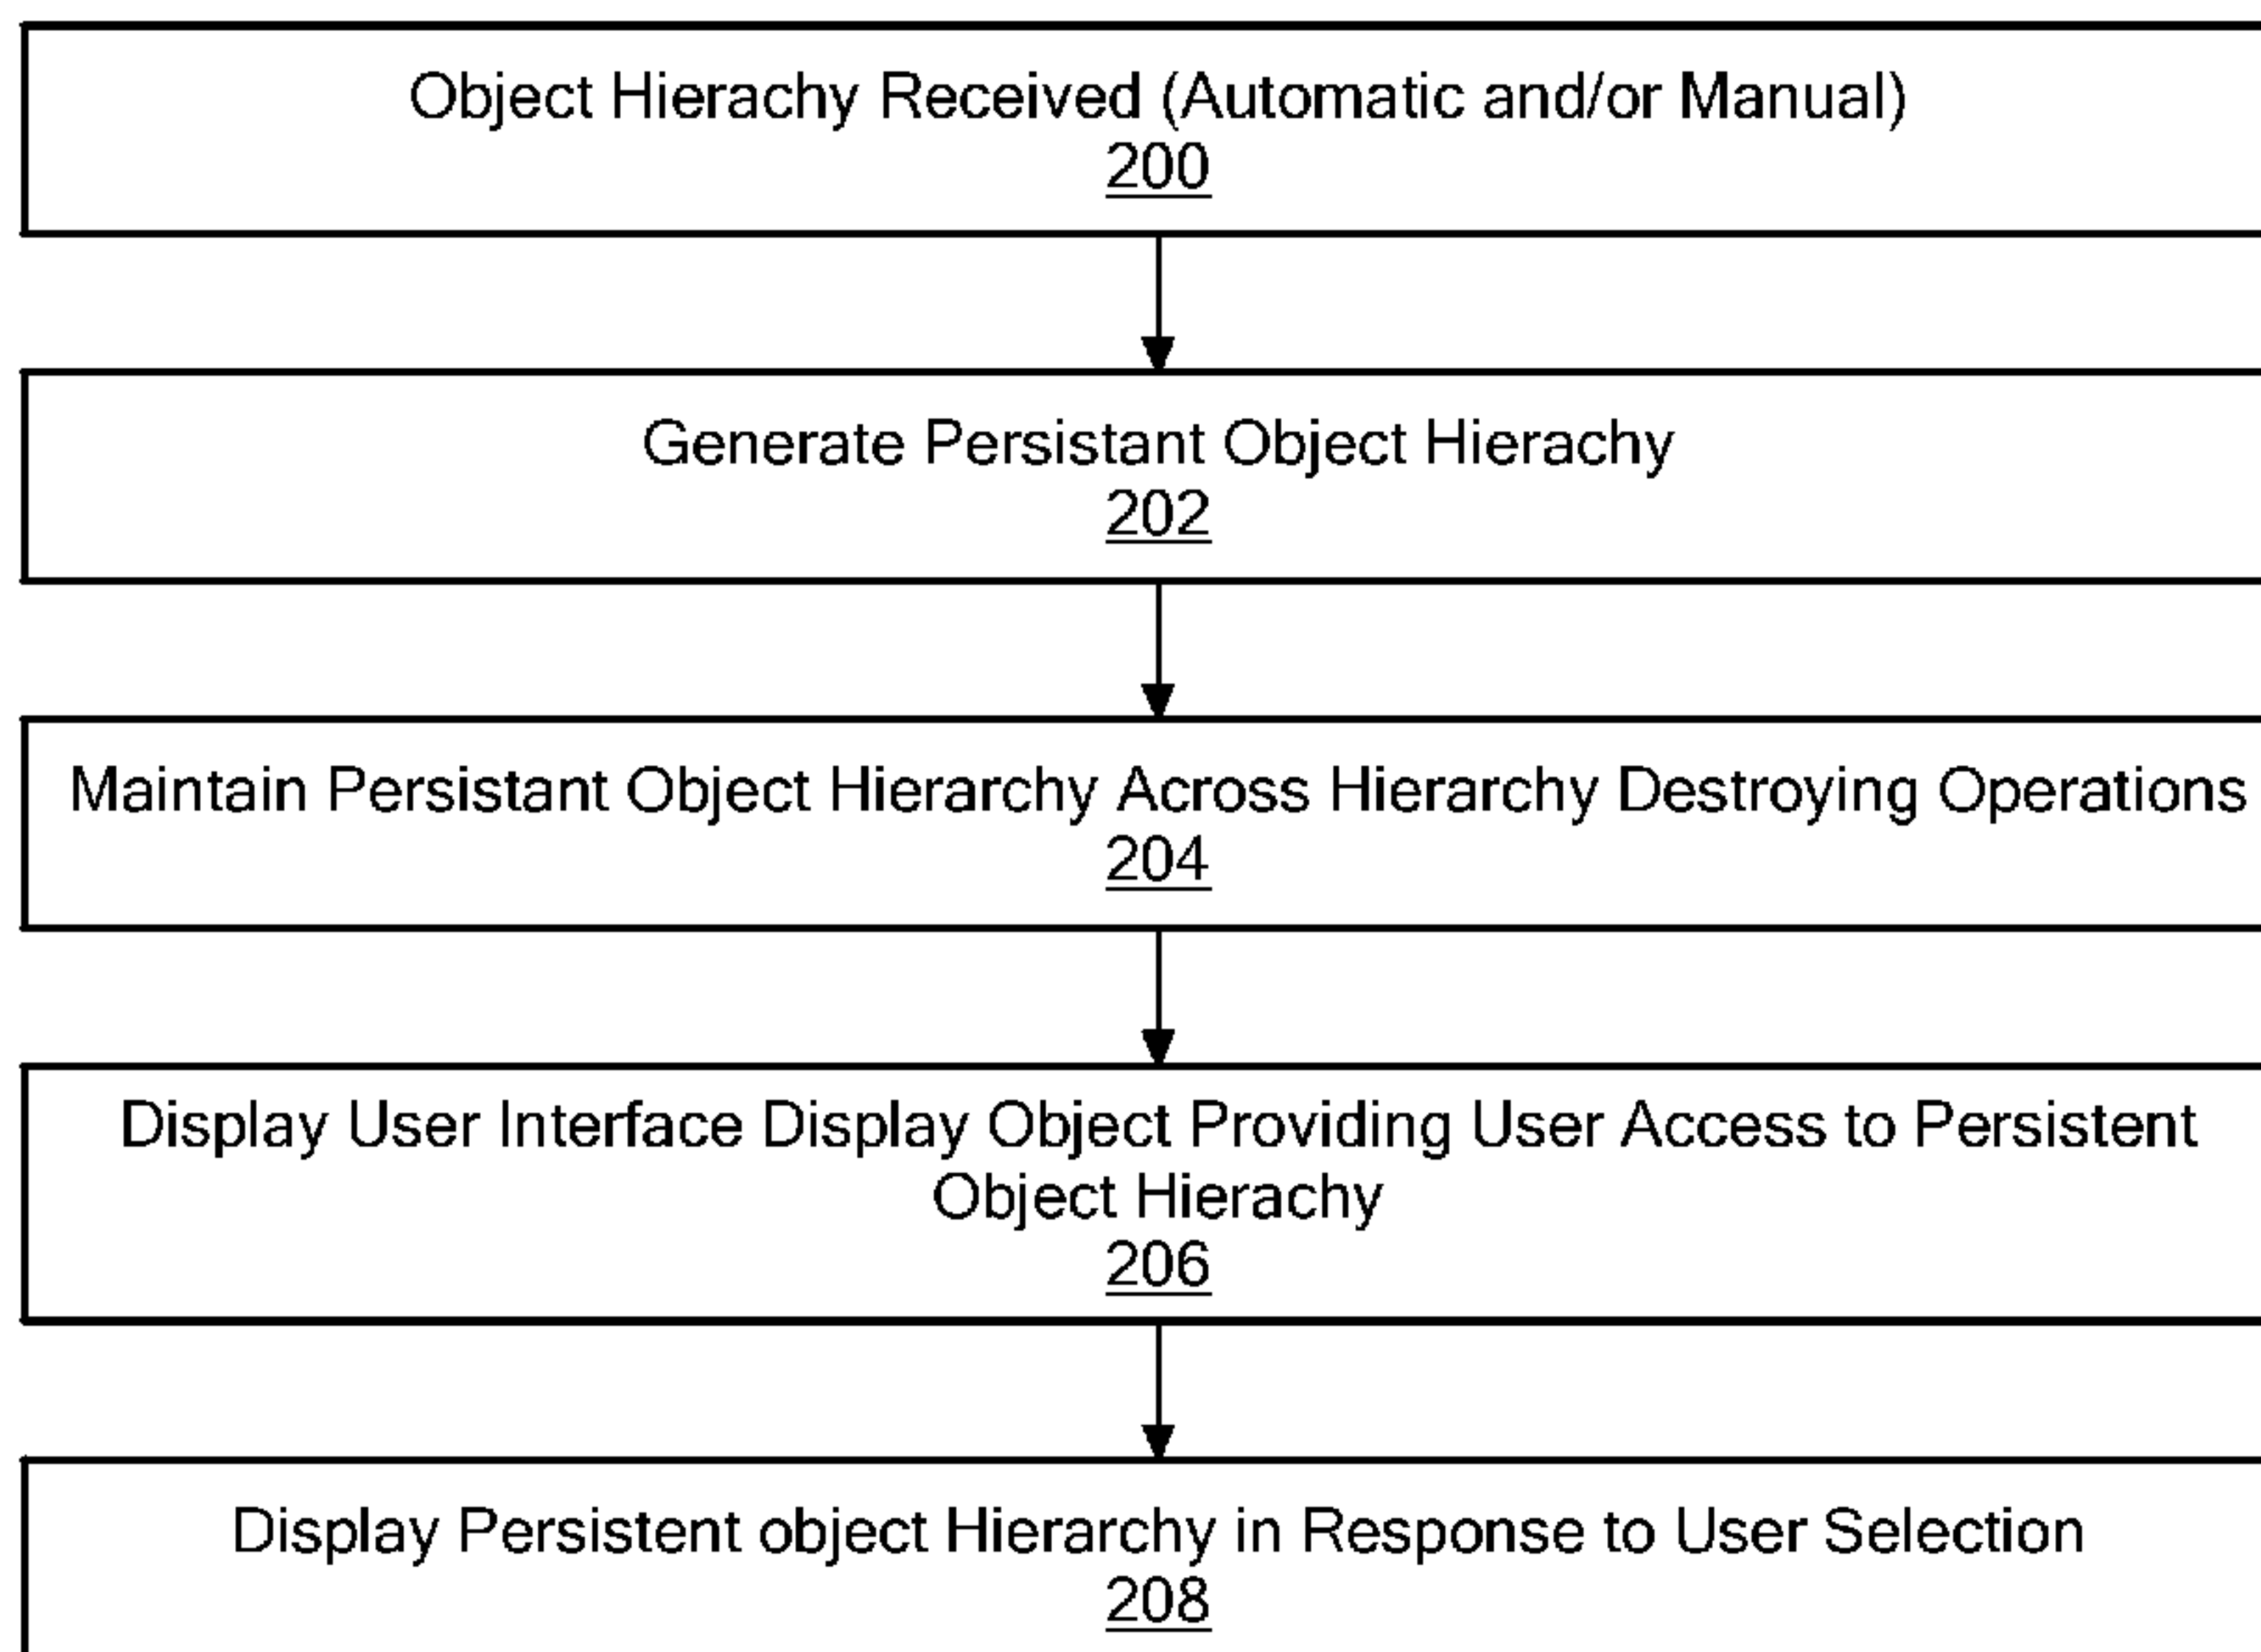 Object Hierachy Received (Automatic and/or Manual)
200
Generate Persistant Object Hierachy
202
Maintain Persistant Object Hierarchy Across Hierarchy Destroying Operations
204
Display User Interface Display Object Providing User Access to Persistent
Object Hierachy
206
Display Persistent object Hierarchy in Response to User Selection
208